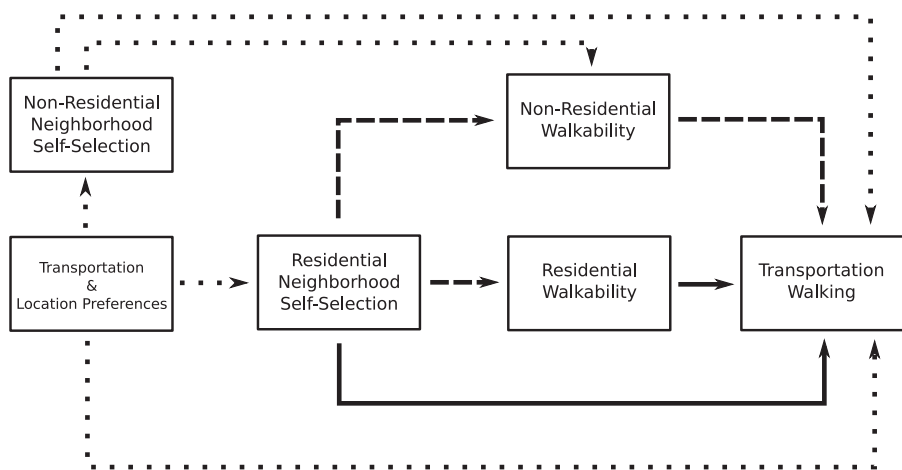 Non-Residential
Neighborhood
Self-Selection
Non-Residential
Walkability
Transportation
&
Location Preferences
Residential
Neighborhood
Self-Selection
Residential
Walkability
Transportation
Walking